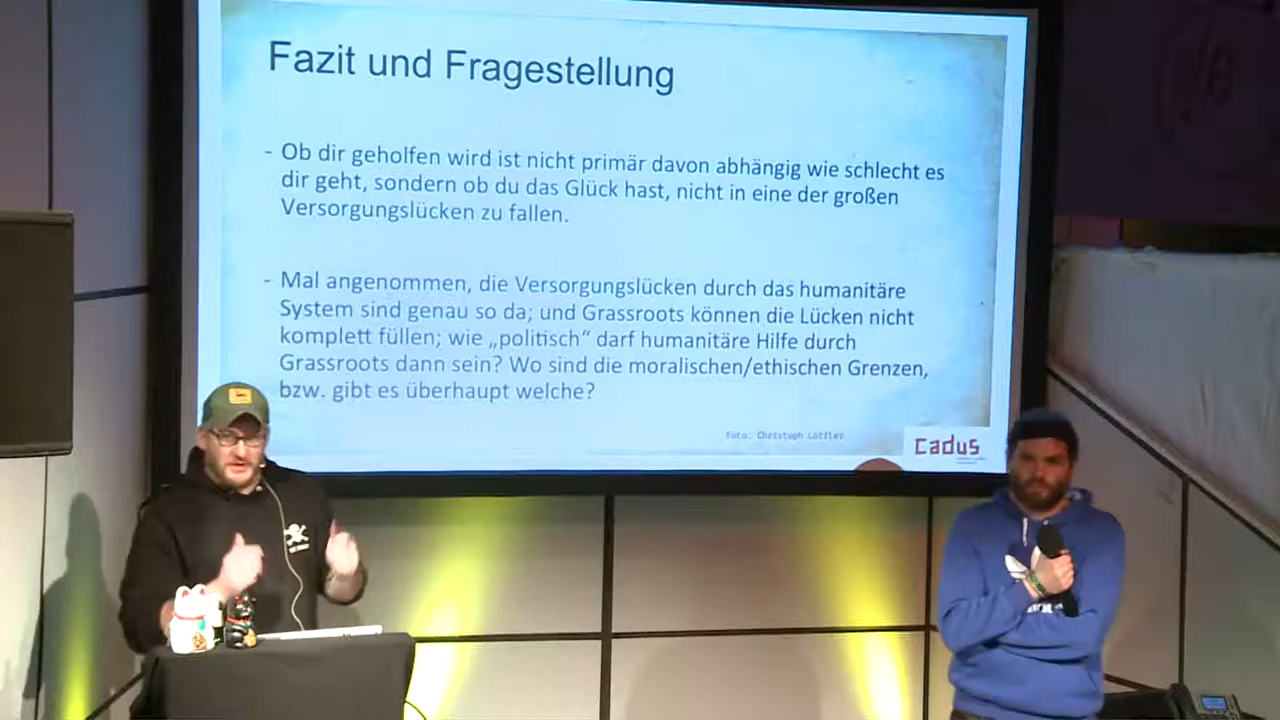 Fazit und Fragestellung
- Ob dir geholfen wird ist nicht primär davon abhängig wie schlecht es
dir geht, sondern ob du das Glück hast, nicht in eine der großen
Versorgungslücken zu fallen.
- Mal angenommen, die Versorgungslücken durch das humanitäre
System sind genau so da; und Grassroots können die Lücken nicht
komplett füllen; wie „politisch“ darf humanitäre Hilfe durch
Grassroots dann sein? Wo sind die moralischen/ethischen Grenzen,
bzw. gibt es überhaupt welche?
Foto: Christoph Löffler
cadus